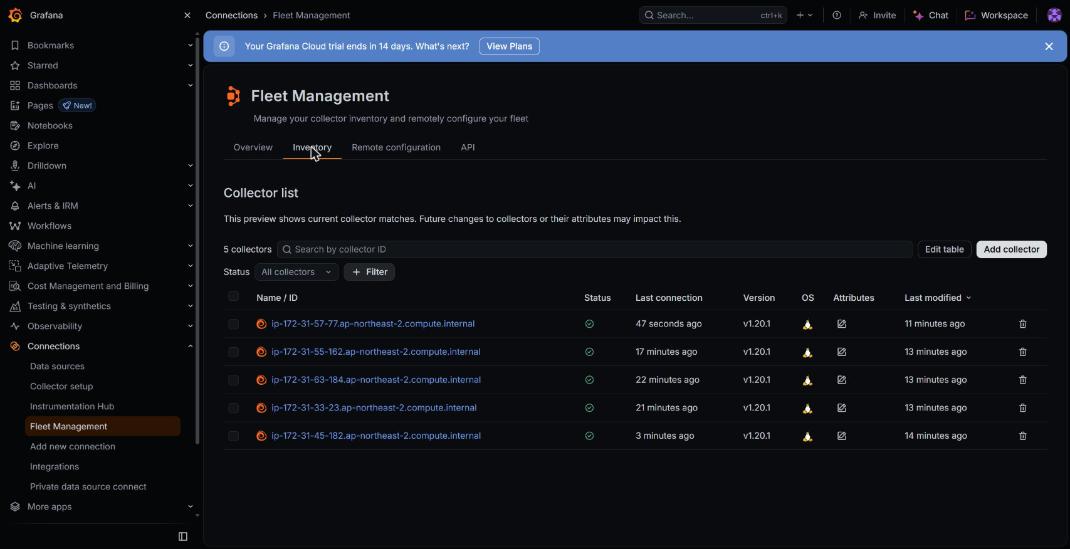 Grafana
Connections › Fleet Management
Search... ctrl+k
Invite
Chat
Workspace
Bookmarks
Starred
Dashboards
Pages New!
Notebooks
Explore
Drilldown
AI
Alerts & IRM
Workflows
Machine learning
Adaptive Telemetry
Cost Management and Billing
Testing & synthetics
Observability
Connections
Data sources
Collector setup
Instrumentation Hub
Fleet Management
Add new connection
Integrations
Private data source connect
More apps
Your Grafana Cloud trial ends in 14 days. What's next? View Plans
Fleet Management
Manage your collector inventory and remotely configure your fleet
Overview Inventory Remote configuration API
Collector list
This preview shows current collector matches. Future changes to collectors or their attributes may impact this.
5 collectors Search by collector ID Edit table Add collector
Status All collectors + Filter
Name / ID Status Last connection Version OS Attributes Last modified
ip-172-31-57-77.ap-northeast-2.compute.internal 47 seconds ago v1.20.1 11 minutes ago
ip-172-31-55-162.ap-northeast-2.compute.internal 17 minutes ago v1.20.1 13 minutes ago
ip-172-31-63-184.ap-northeast-2.compute.internal 22 minutes ago v1.20.1 13 minutes ago
ip-172-31-33-23.ap-northeast-2.compute.internal 21 minutes ago v1.20.1 13 minutes ago
ip-172-31-45-182.ap-northeast-2.compute.internal 3 minutes ago v1.20.1 14 minutes ago